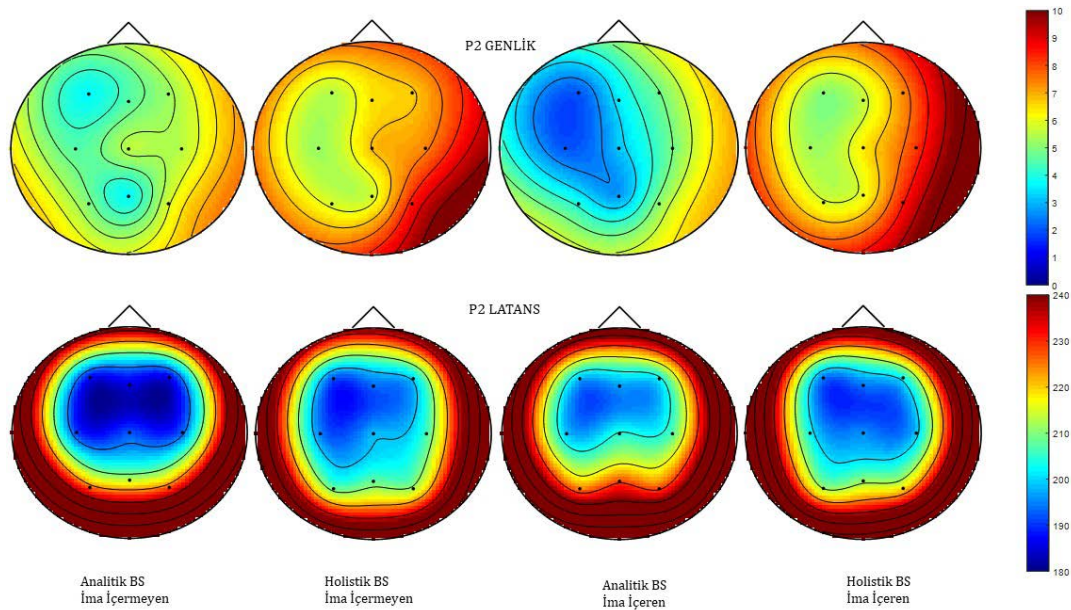 P2 GENLİK
10
9
8
7
6
5
4
3
2
1
0
P2 LATANS
240
230
220
210
200
190
180
Analitik BS
İma İçermeyen
Holistik BS
İma İçermeyen
Analitik BS
İma İçeren
Holistik BS
İma İçeren